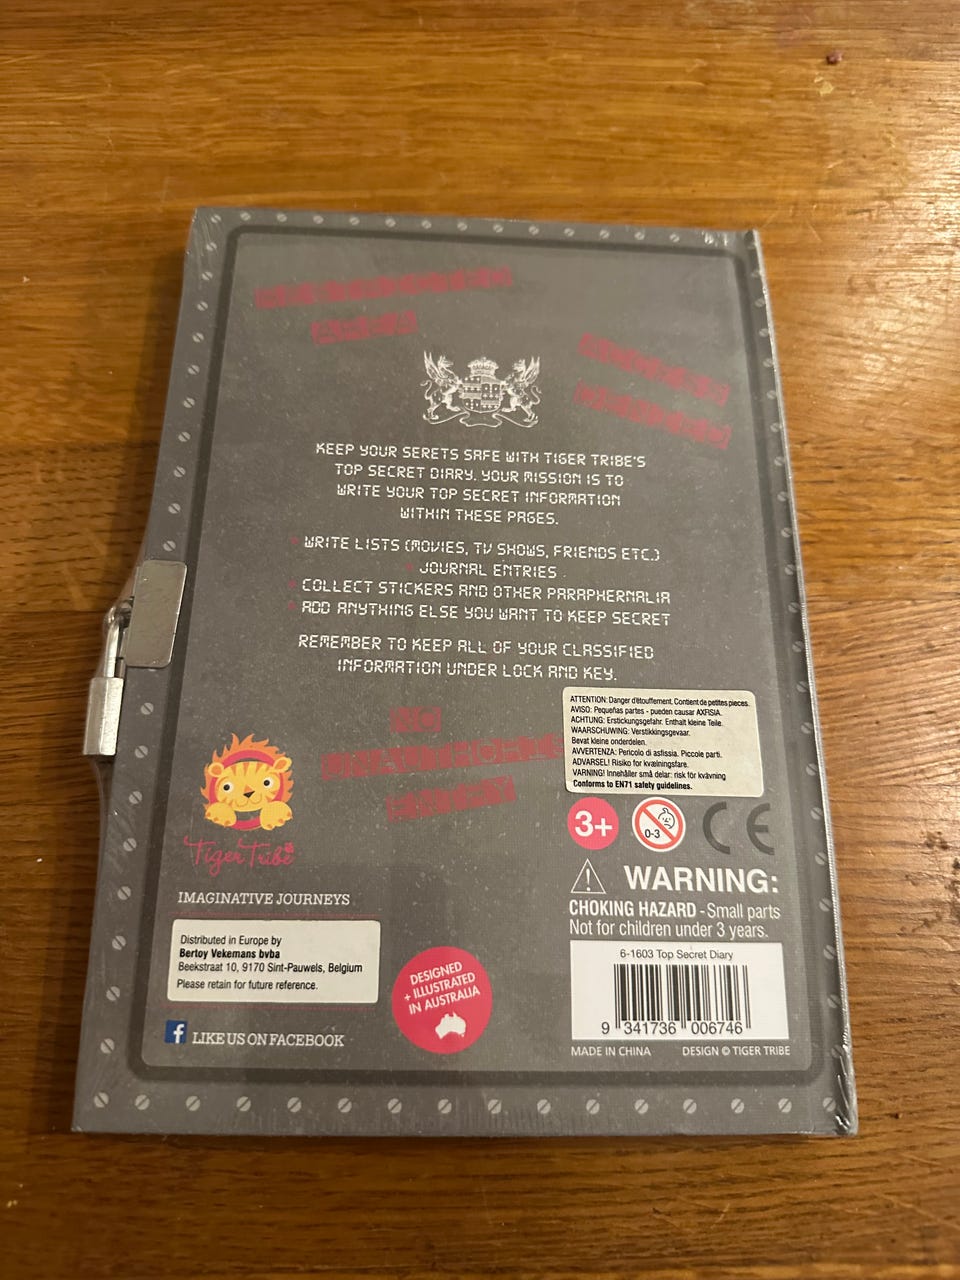 RESTRICTED
AREA
ACCESS
DENIED
KEEP YOUR SERETS SAFE WITH TIGER TRIBE'S
TOP SECRET DIARY. YOUR MISSION IS TO
WRITE YOUR TOP SECRET INFORMATION
WITHIN THESE PAGES.
* WRITE LISTS (MOVIES, TV SHOWS, FRIENDS ETC.)
* JOURNAL ENTRIES
* COLLECT STICKERS AND OTHER PARAPHERNALIA
* ADD ANYTHING ELSE YOU WANT TO KEEP SECRET
REMEMBER TO KEEP ALL OF YOUR CLASSIFIED
INFORMATION UNDER LOCK AND KEY.
NO
ENTRY
ATTENTION: Danger d'étouffement. Contient de petites pieces.
AVISO: Pequeñas partes - pueden causar AXFISIA.
ACHTUNG: Erstickungsgefahr. Enthalt kleine Teile.
WAARSCHUWING: Verstikkingsgevaar.
Bevat kleine onderdelen.
AVVERTENZA: Pericolo di asfissia. Piccole parti.
ADVARSEL! Risiko for kvælningsfare.
VARNING! Innehåller små delar: risk för kvävning
Conforms to EN71 safety guidelines.
3+
0-3
CE
WARNING:
CHOKING HAZARD - Small parts
Not for children under 3 years.
Tiger Tribe
IMAGINATIVE JOURNEYS
Distributed in Europe by
Bertoy Vekemans bvba
Beekstraat 10, 9170 Sint-Pauwels, Belgium
Please retain for future reference.
f LIKE US ON FACEBOOK
DESIGNED
+ ILLUSTRATED
IN AUSTRALIA
6-1603 Top Secret Diary
9 341736 006746
MADE IN CHINA DESIGN © TIGER TRIBE